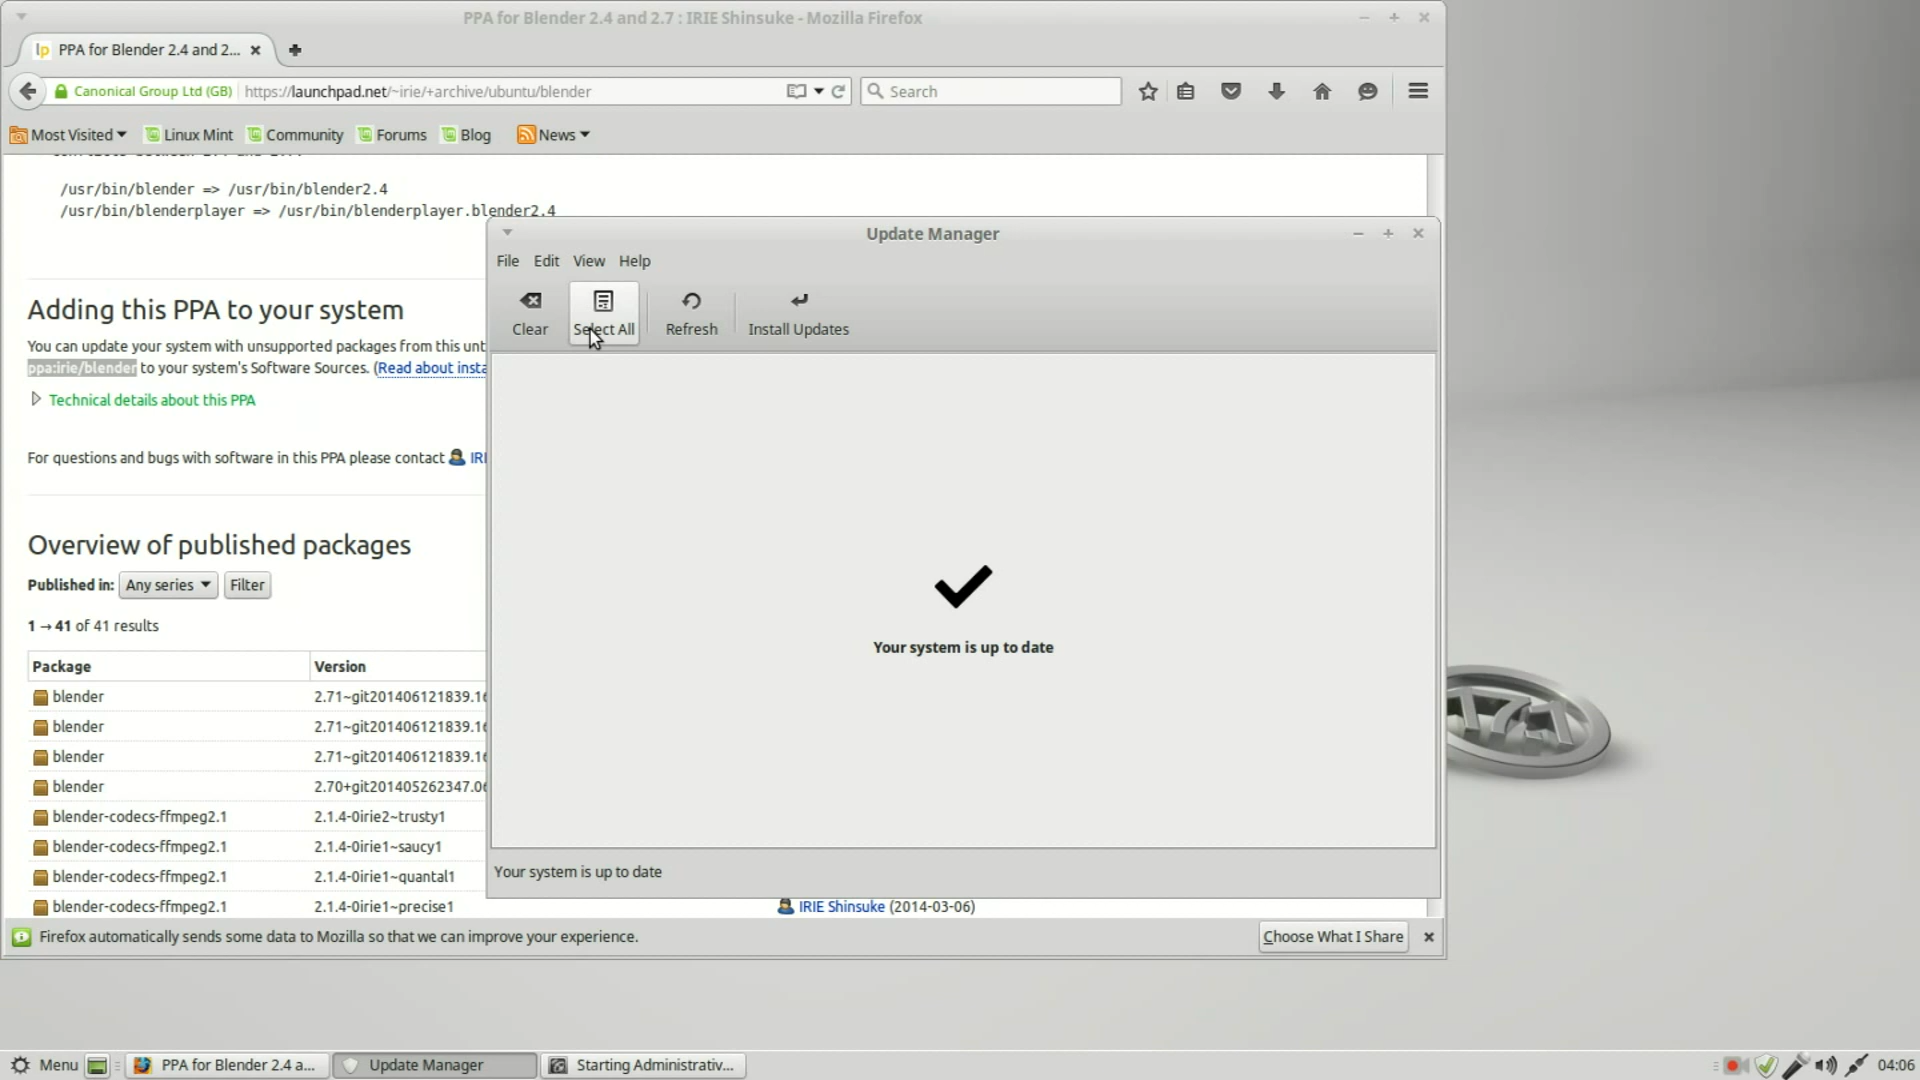 PPA for Blender 2.4 and 2.7 : IRIE Shinsuke - Mozilla Firefox
lp PPA for Blender 2.4 and 2...
Canonical Group Ltd (GB) https://launchpad.net/~irie/+archive/ubuntu/blender Search
Most Visited Linux Mint Community Forums Blog News
/usr/bin/blender => /usr/bin/blender2.4
/usr/bin/blenderplayer => /usr/bin/blenderplayer.blender2.4
Adding this PPA to your system
You can update your system with unsupported packages from this unt
ppa:irie/blender to your system's Software Sources. (Read about insta
Technical details about this PPA
For questions and bugs with software in this PPA please contact IRI
Overview of published packages
Published in: Any series Filter
1 → 41 of 41 results
Package Version
blender 2.71~git201406121839.16
blender 2.71~git201406121839.16
blender 2.71~git201406121839.16
blender 2.70+git201405262347.06
blender-codecs-ffmpeg2.1 2.1.4-0irie2~trusty1
blender-codecs-ffmpeg2.1 2.1.4-0irie1~saucy1
blender-codecs-ffmpeg2.1 2.1.4-0irie1~quantal1
blender-codecs-ffmpeg2.1 2.1.4-0irie1~precise1 IRIE Shinsuke (2014-03-06)
Update Manager
File Edit View Help
Clear Select All Refresh Install Updates
Your system is up to date
Your system is up to date
Firefox automatically sends some data to Mozilla so that we can improve your experience. Choose What I Share
17.1
Menu PPA for Blender 2.4 a... Update Manager Starting Administrativ... 04:06